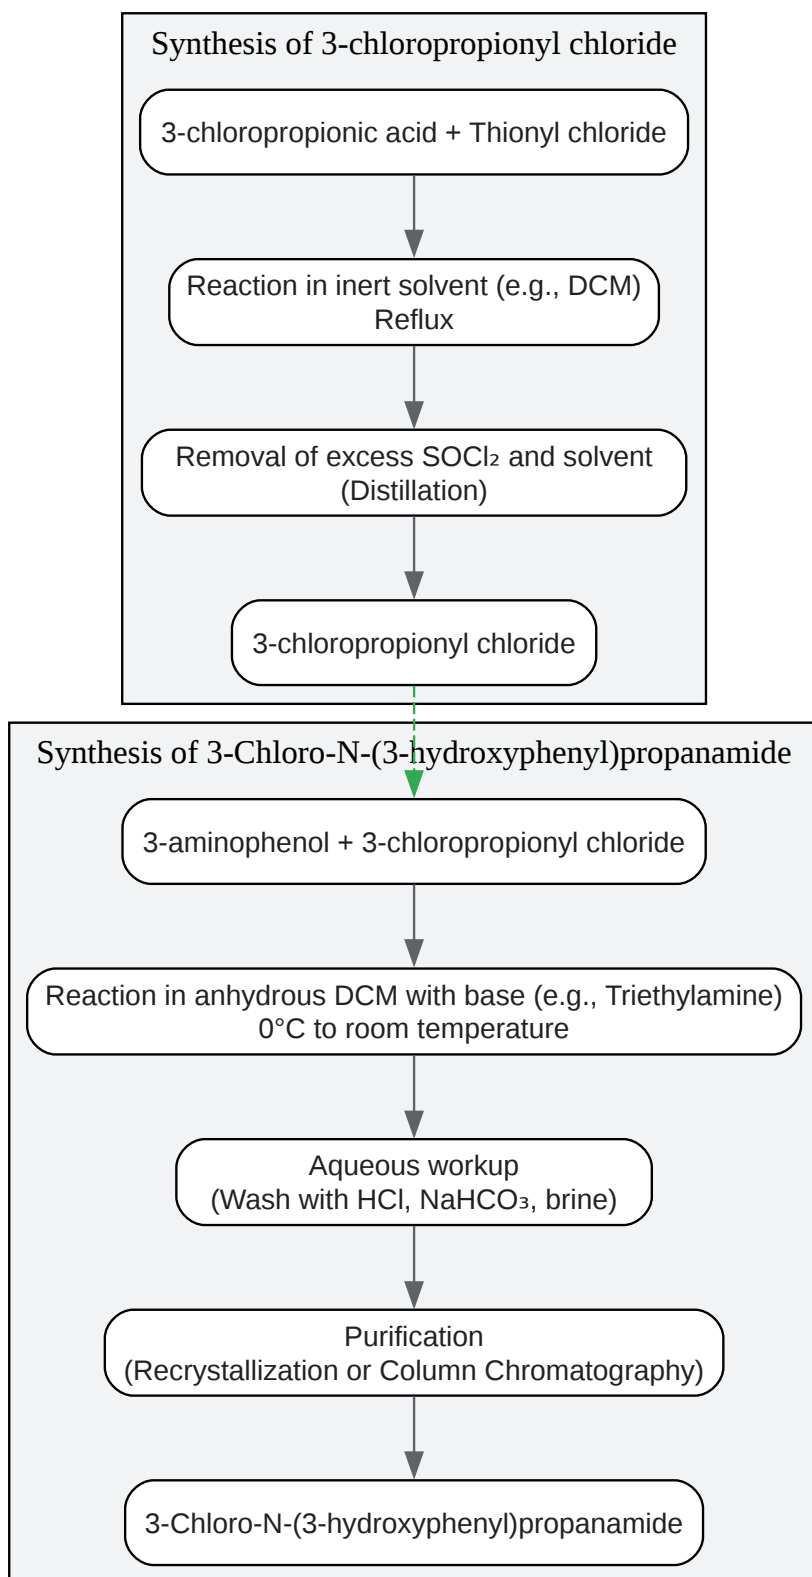 Synthesis of 3-chloropropionyl chloride
3-chloropropionic acid + Thionyl chloride
Reaction in inert solvent (e.g., DCM)
Reflux
Removal of excess SOCl₂ and solvent
(Distillation)
3-chloropropionyl chloride
Synthesis of 3-Chloro-N-(3-hydroxyphenyl)propanamide
3-aminophenol + 3-chloropropionyl chloride
Reaction in anhydrous DCM with base (e.g., Triethylamine)
0°C to room temperature
Aqueous workup
(Wash with HCl, NaHCO₃, brine)
Purification
(Recrystallization or Column Chromatography)
3-Chloro-N-(3-hydroxyphenyl)propanamide